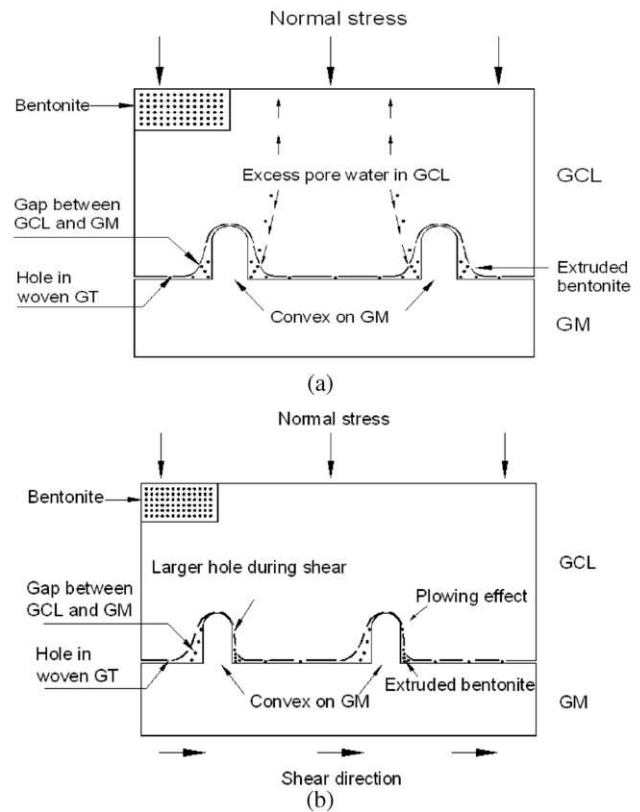 Normal stress
Bentonite
Excess pore water in GCL
GCL
Gap between
GCL and GM
Hole in
woven GT
Extruded
bentonite
Convex on GM
GM
(a)
Normal stress
Bentonite
Larger hole during shear
GCL
Gap between
GCL and GM
Plowing effect
Hole in
woven GT
Extruded bentonite
Convex on GM
GM
Shear direction
(b)